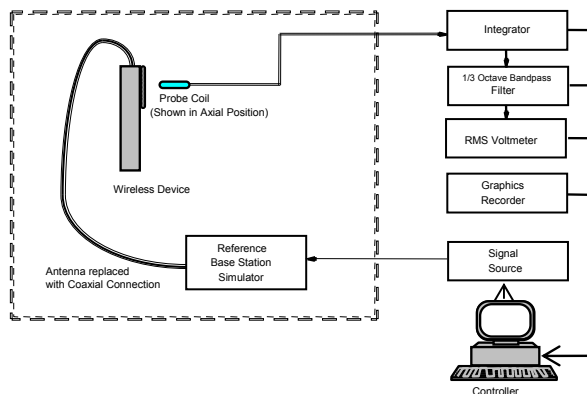 Integrator
1/3 Octave Bandpass
Filter
RMS Voltmeter
Graphics
Recorder
Probe Coil
(Shown in Axial Position)
Wireless Device
Antenna replaced
with Coaxial Connection
Reference
Base Station
Simulator
Signal
Source
Controller